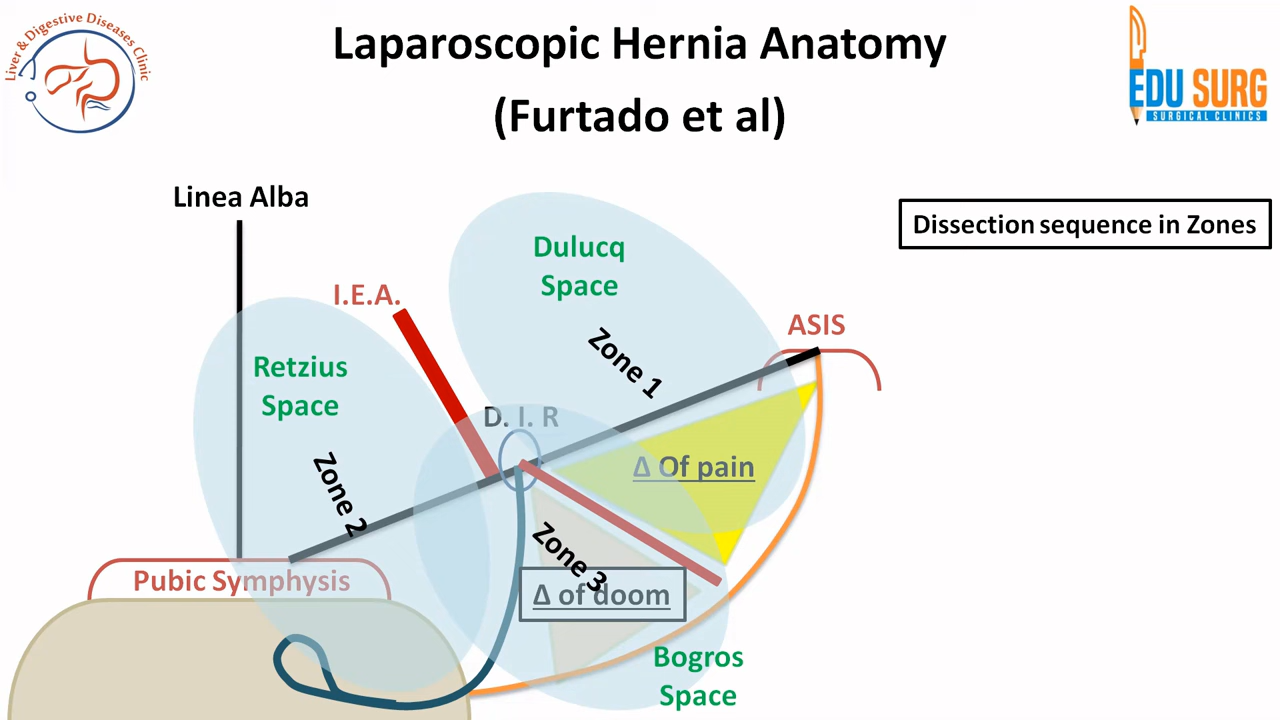 Liver & Digestive Diseases Clinic
Laparoscopic Hernia Anatomy
(Furtado et al)
EDU SURG
SURGICAL CLINICS
Linea Alba
Dissection sequence in Zones
Dulucq
Space
I.E.A.
ASIS
Zone 1
Retzius
Space
D. I. R
Δ Of pain
Zone 2
Zone 3
Pubic Symphysis
Δ of doom
Bogros
Space